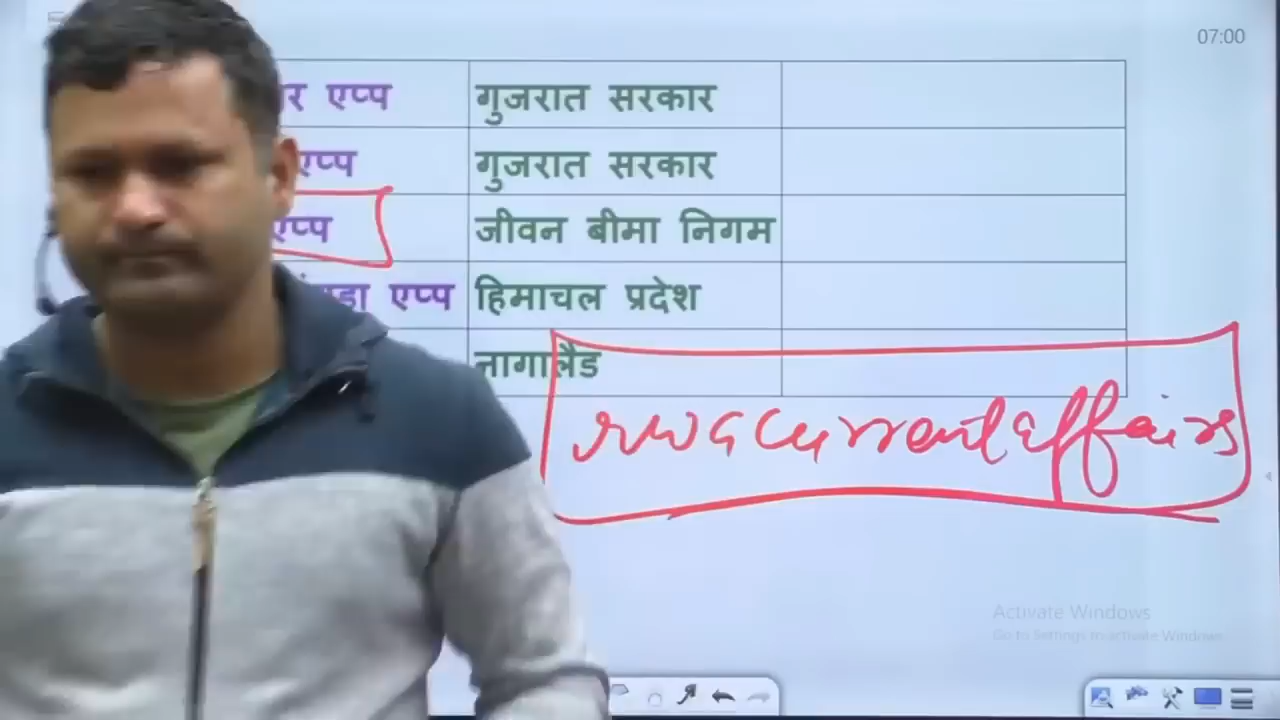 07:00
र एप्प गुजरात सरकार
एप्प गुजरात सरकार
एप्प जीवन बीमा निगम
एप्प हिमाचल प्रदेश
नागालैड
rwacurrentaffairs
Activate Windows
Go to Settings to activate Windows.